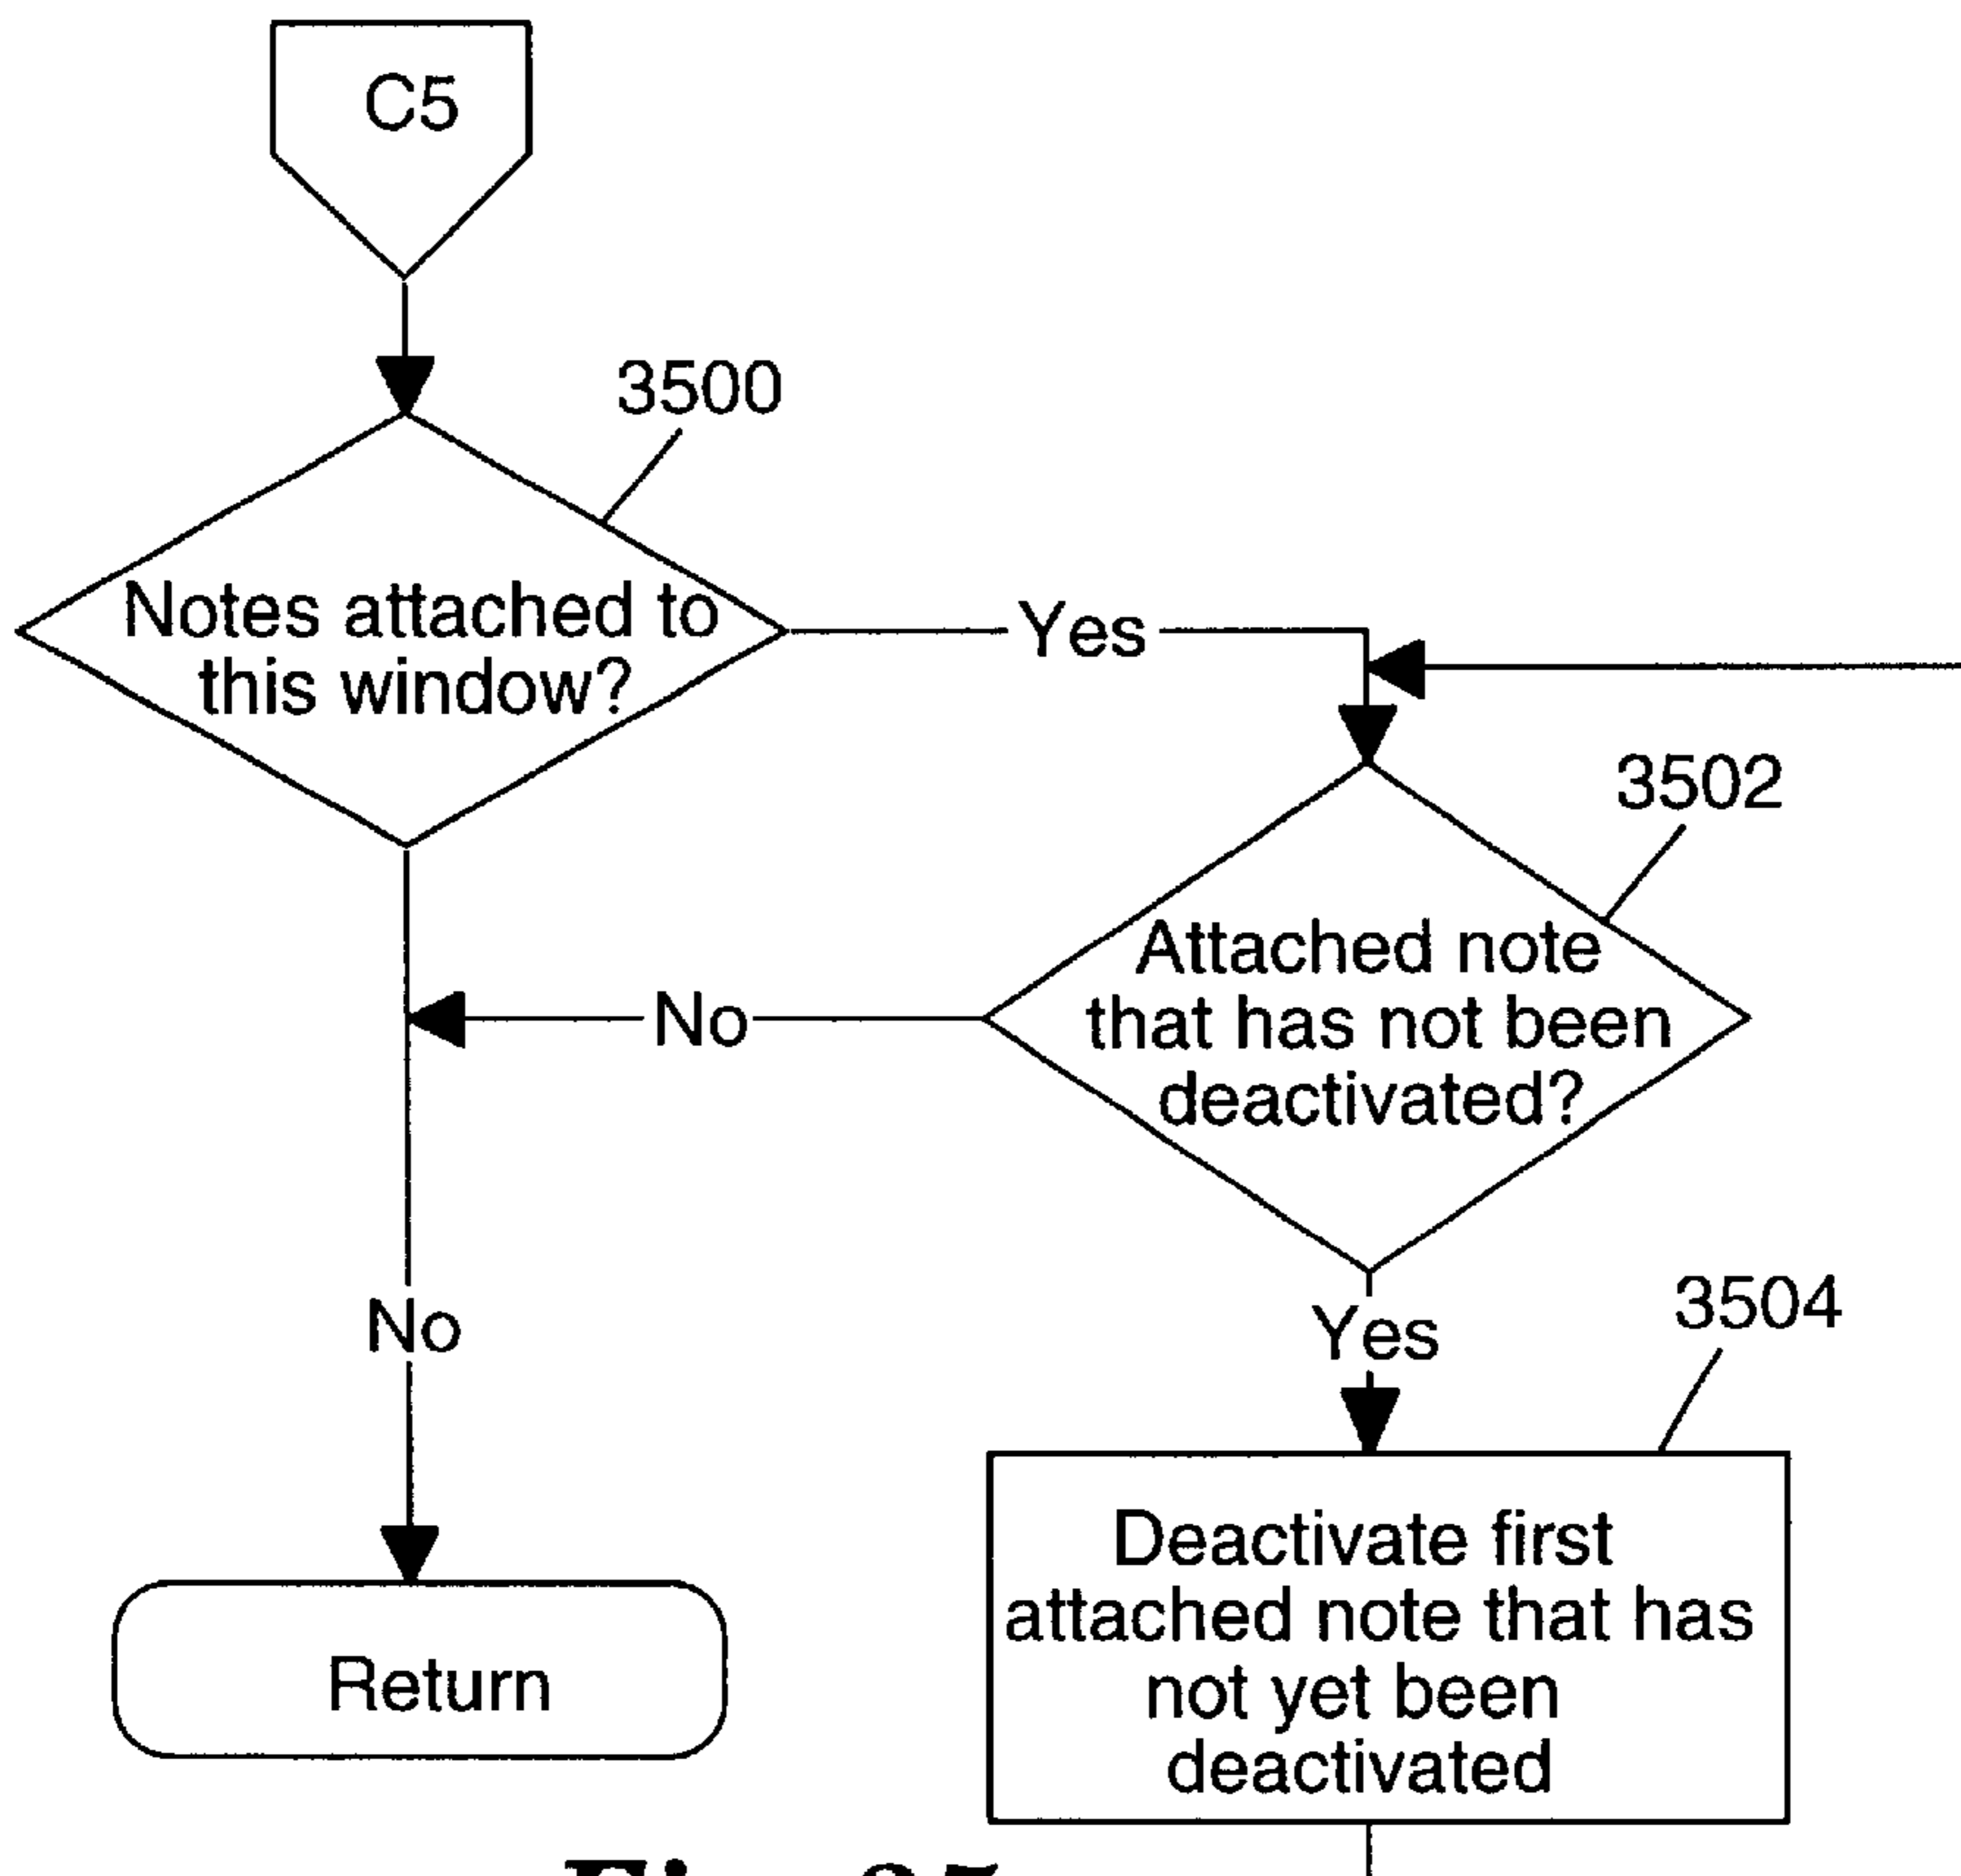 C5
3500
Notes attached to
this window?
Yes
3502
Attached note
that has not been
deactivated?
No
No
Yes
3504
Deactivate first
attached note that has
not yet been
deactivated
Return